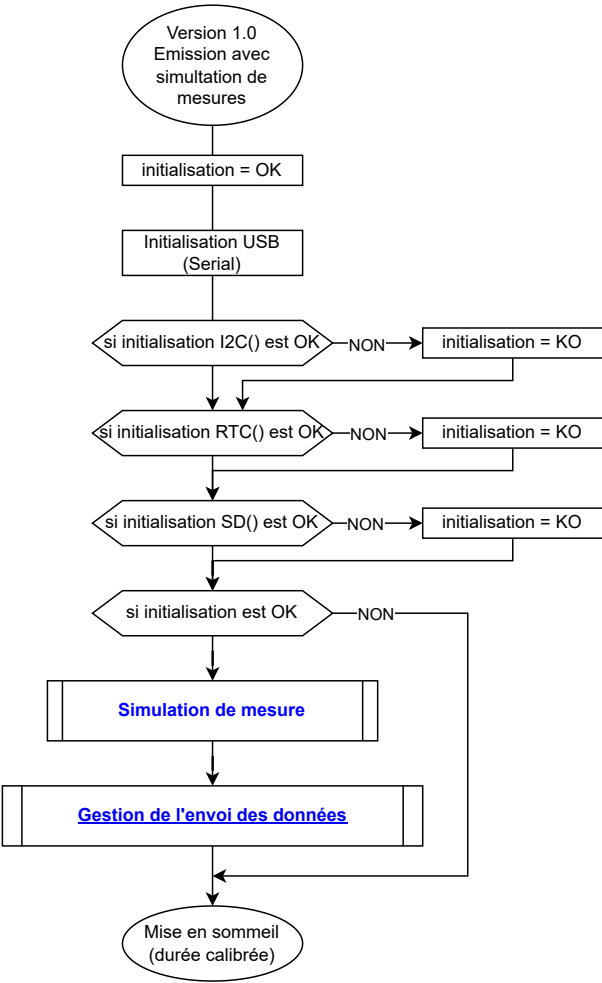 Version 1.0
Emission avec
simultation de
mesures
initialisation = OK
Initialisation USB
(Serial)
si initialisation I2C() est OK
NON
initialisation = KO
si initialisation RTC() est OK
NON
initialisation = KO
si initialisation SD() est OK
NON
initialisation = KO
si initialisation est OK
NON
Simulation de mesure
Gestion de l'envoi des données
Mise en sommeil
(durée calibrée)